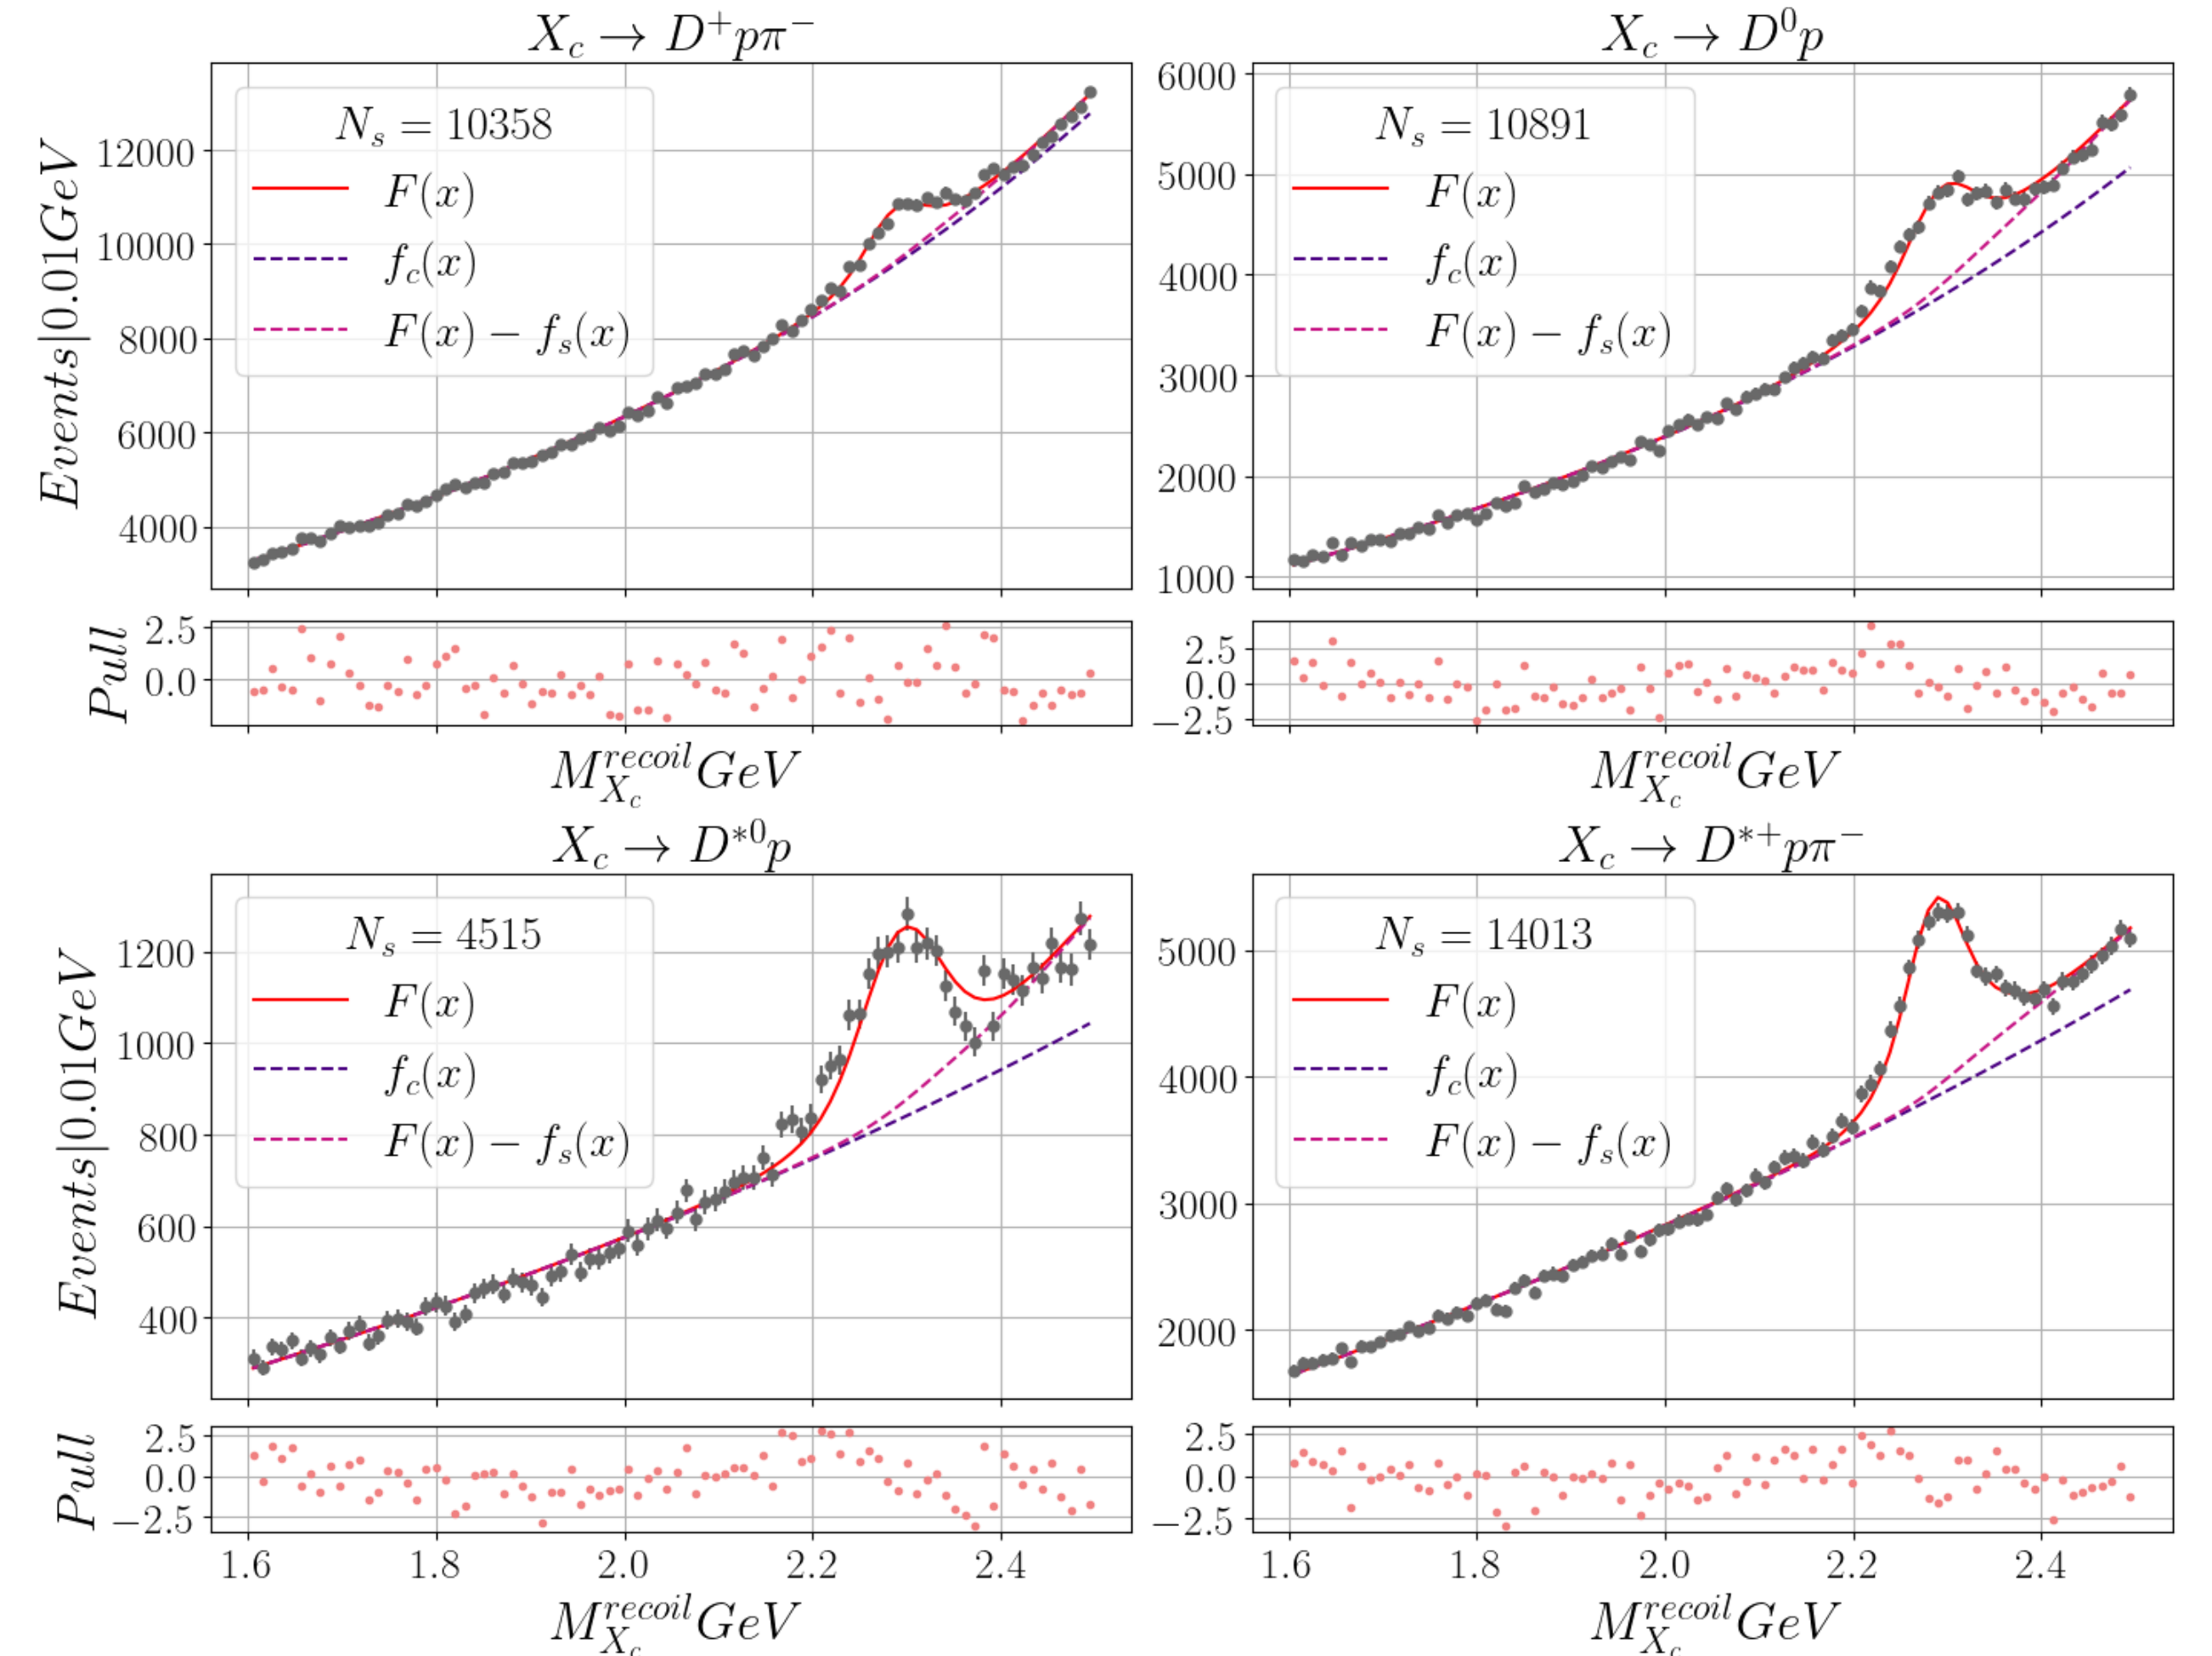 X_c → D⁺pπ⁻
12000
10000
8000
6000
4000
Events|0.01GeV
N_s = 10358
F(x)
f_c(x)
F(x) − f_s(x)
2.5
0.0
Pull
M_{X_c}^{recoil} GeV
X_c → D⁰p
6000
5000
4000
3000
2000
1000
N_s = 10891
F(x)
f_c(x)
F(x) − f_s(x)
2.5
0.0
−2.5
M_{X_c}^{recoil} GeV
X_c → D*⁰p
1200
1000
800
600
400
Events|0.01GeV
N_s = 4515
F(x)
f_c(x)
F(x) − f_s(x)
2.5
0.0
−2.5
Pull
1.6 1.8 2.0 2.2 2.4
M_{X_c}^{recoil} GeV
X_c → D*⁺pπ⁻
5000
4000
3000
2000
N_s = 14013
F(x)
f_c(x)
F(x) − f_s(x)
2.5
0.0
−2.5
1.6 1.8 2.0 2.2 2.4
M_{X_c}^{recoil} GeV